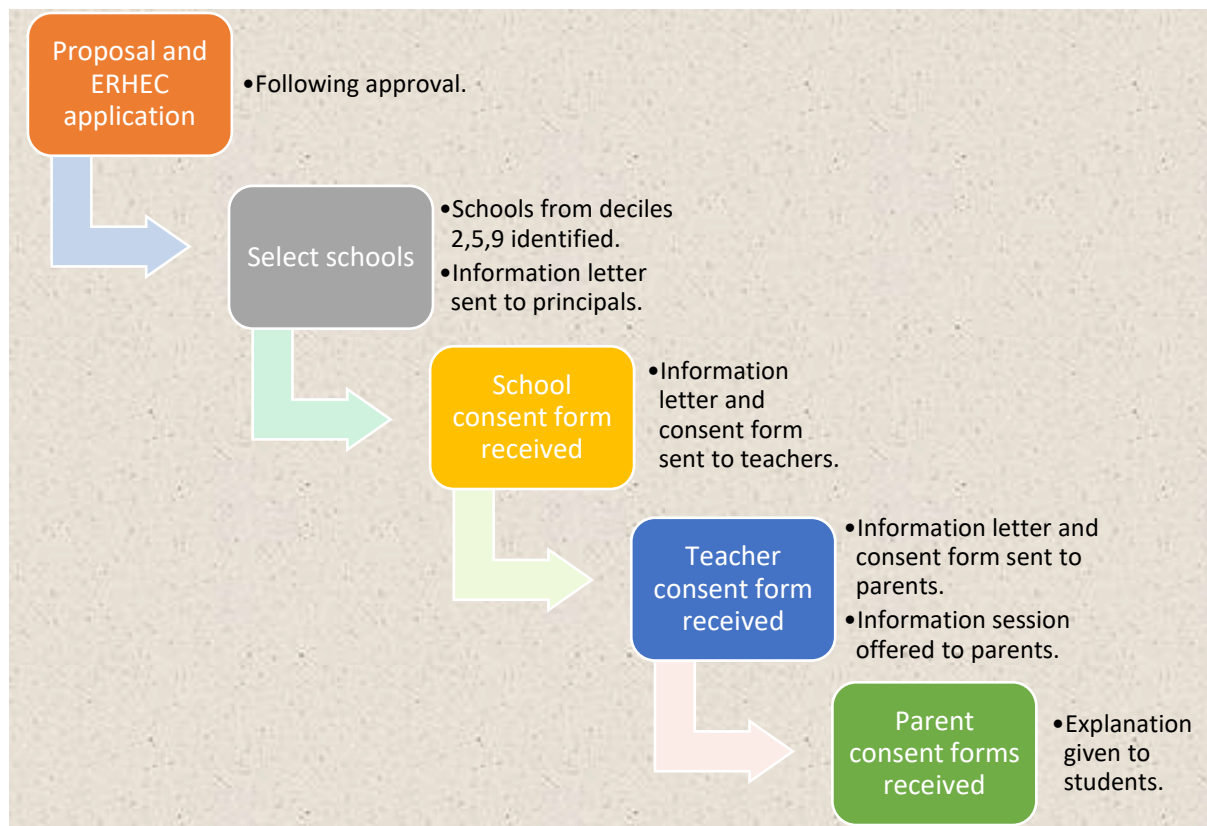 Proposal and
ERHEC
application
•Following approval.
Select schools
•Schools from deciles
2,5,9 identified.
•Information letter
sent to principals.
School
consent form
received
•Information
letter and
consent form
sent to teachers.
Teacher
consent form
received
•Information letter and
consent form sent to
parents.
•Information session
offered to parents.
Parent
consent forms
received
•Explanation
given to
students.